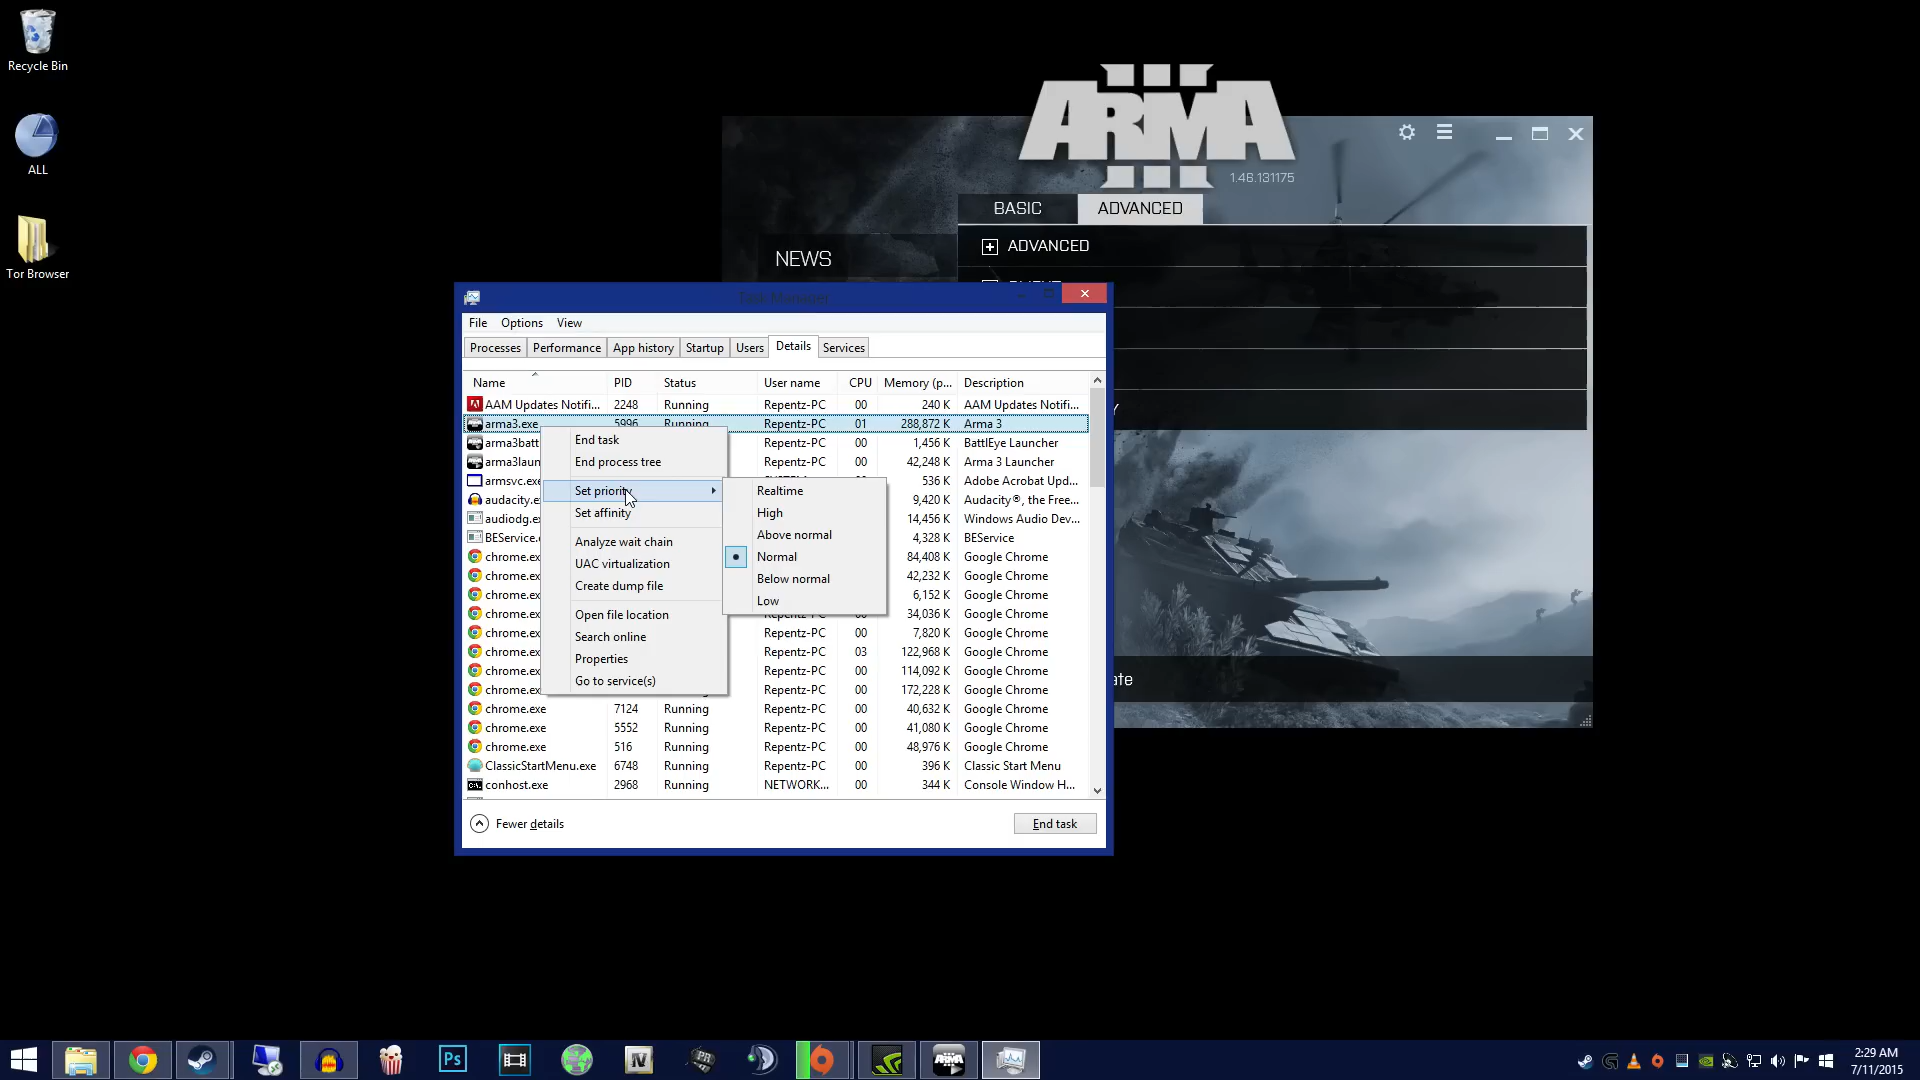 Recycle Bin
ALL
Tor Browser
ARMA
III
1.46.131175
BASIC
ADVANCED
ADVANCED
NEWS
Task Manager
File Options View
Processes Performance App history Startup Users Details Services
Name PID Status User name CPU Memory (p... Description
AAM Updates Notifi... 2248 Running Repentz-PC 00 240 K AAM Updates Notifi...
arma3.exe 5996 Running Repentz-PC 01 288,872 K Arma 3
arma3batt Repentz-PC 00 1,456 K BattlEye Launcher
arma3laun Repentz-PC 00 42,248 K Arma 3 Launcher
armsvc.exe 00 536 K Adobe Acrobat Upd...
audacity.e 9,420 K Audacity®, the Free...
audiodg.e 14,456 K Windows Audio Dev...
BEService. 4,328 K BEService
chrome.ex 84,408 K Google Chrome
chrome.ex 42,232 K Google Chrome
chrome.ex 6,152 K Google Chrome
chrome.ex 34,036 K Google Chrome
chrome.ex Repentz-PC 00 7,820 K Google Chrome
chrome.ex Repentz-PC 03 122,968 K Google Chrome
chrome.ex Repentz-PC 00 114,092 K Google Chrome
chrome.ex Repentz-PC 00 172,228 K Google Chrome
chrome.exe 7124 Running Repentz-PC 00 40,632 K Google Chrome
chrome.exe 5552 Running Repentz-PC 00 41,080 K Google Chrome
chrome.exe 516 Running Repentz-PC 00 48,976 K Google Chrome
ClassicStartMenu.exe 6748 Running Repentz-PC 00 396 K Classic Start Menu
conhost.exe 2968 Running NETWORK... 00 344 K Console Window H...
End task
End process tree
Set priority
Set affinity
Analyze wait chain
UAC virtualization
Create dump file
Open file location
Search online
Properties
Go to service(s)
Realtime
High
Above normal
Normal
Below normal
Low
Fewer details
End task
ate
Ps
IV
PR
ARMA
2:29 AM
7/11/2015